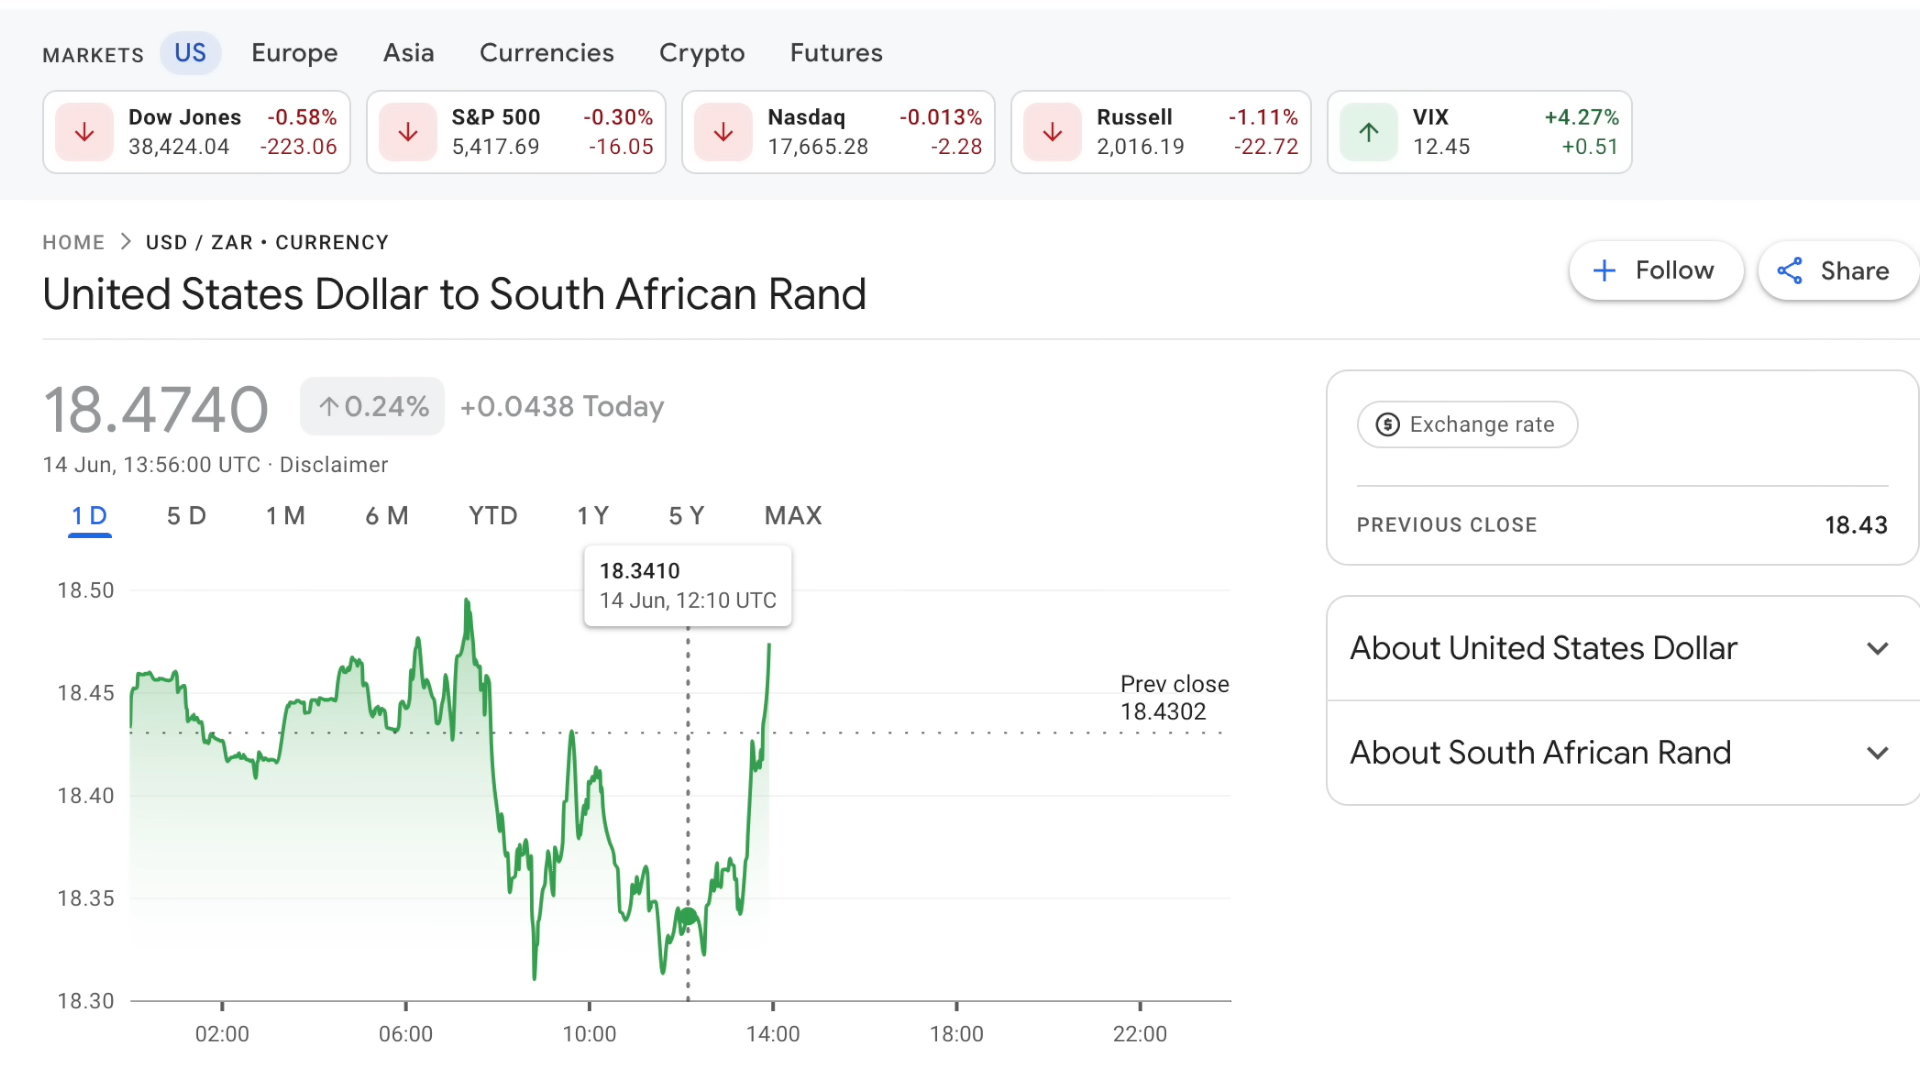 MARKETS US Europe Asia Currencies Crypto Futures
Dow Jones -0.58% S&P 500 -0.30% Nasdaq -0.013% Russell -1.11% VIX +4.27%
38,424.04 -223.06 5,417.69 -16.05 17,665.28 -2.28 2,016.19 -22.72 12.45 +0.51
HOME > USD / ZAR • CURRENCY
United States Dollar to South African Rand
Follow Share
18.4740 ↑0.24% +0.0438 Today
14 Jun, 13:56:00 UTC · Disclaimer
1 D 5 D 1 M 6 M YTD 1 Y 5 Y MAX
18.3410
14 Jun, 12:10 UTC
18.50
18.45
18.40
18.35
18.30
Prev close
18.4302
02:00 06:00 10:00 14:00 18:00 22:00
Exchange rate
PREVIOUS CLOSE 18.43
About United States Dollar
About South African Rand